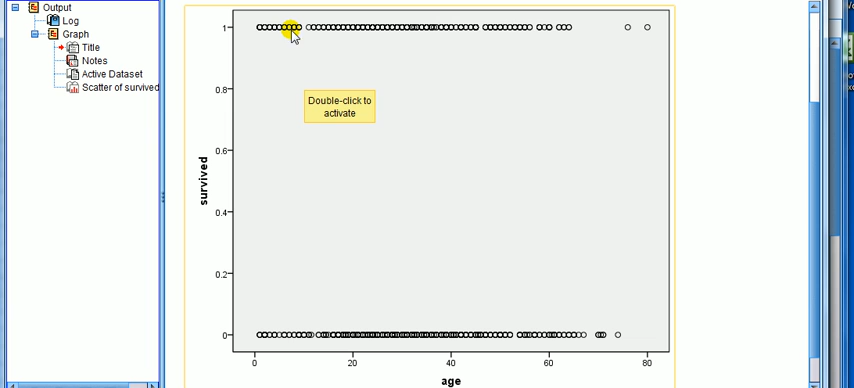 Output
Log
Graph
Title
Notes
Active Dataset
Scatter of survived
Double-click to
activate
survived
1
0.8
0.6
0.4
0.2
0
0 20 40 60 80
age